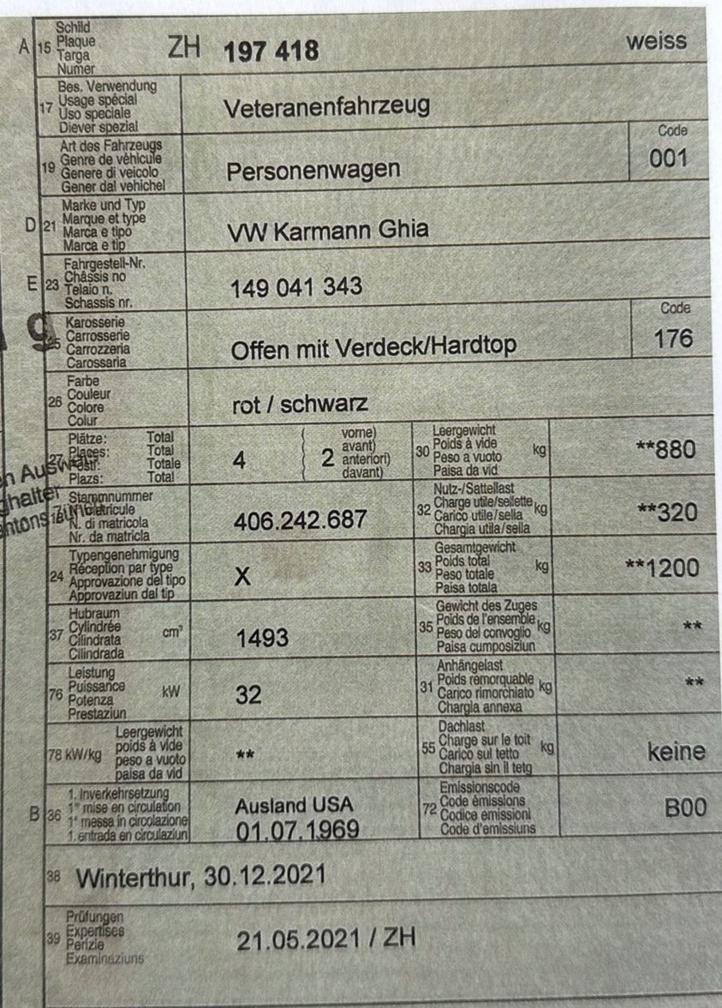 A 15 Schild
Plaque
Targa
Numer
ZH 197 418 weiss
17 Bes. Verwendung
Usage spécial
Uso speciale
Diever spezial
Veteranenfahrzeug
19 Art des Fahrzeugs
Genre de véhicule
Genere di veicolo
Gener dal vehichel
Personenwagen
Code
001
D 21 Marke und Typ
Marque et type
Marca e tipo
Marca e tip
VW Karmann Ghia
E 23 Fahrgestell-Nr.
Châssis no
Telaio n.
Schassis nr.
149 041 343
25 Karosserie
Carrosserie
Carrozzeria
Carossaria
Offen mit Verdeck/Hardtop
Code
176
26 Farbe
Couleur
Colore
Colur
rot / schwarz
27 Plätze: Total
Places: Total
Totale
Plazs: Total
4
( 2 vorne)
avant)
anteriori)
davant)
30 Leergewicht
Poids à vide
Peso a vuoto
Paisa da vid
kg
**880
Stammnummer
N. di matricola
Nr. da matricla
406.242.687
32 Nutz-/Sattellast
Charge utile/sellette
Carico utile/sella
Chargia utila/sella
kg
**320
24 Typengenehmigung
Réception par type
Approvazione del tipo
Approvaziun dal tip
X
33 Gesamtgewicht
Poids total
Peso totale
Paisa totala
kg
**1200
37 Hubraum
Cylindrée
Cilindrata
Cilindrada
cm³
1493
35 Gewicht des Zuges
Poids de l'ensemble
Peso del convoglio
Paisa cumposiziun
kg
**
76 Leistung
Puissance
Potenza
Prestaziun
kW
32
31 Anhängelast
Poids remorquable
Carico rimorchiato
Chargia annexa
kg
**
78 kW/kg Leergewicht
poids à vide
peso a vuoto
paisa da vid
**
55 Dachlast
Charge sur le toit
Carico sul tetto
Chargia sin il tetg
kg
keine
B 36 1. Inverkehrsetzung
1re mise en circulation
1a messa in circolazione
1. entrada en circulaziun
Ausland USA
01.07.1969
72 Emissionscode
Code émissions
Codice emissioni
Code d'emissiuns
B00
38 Winterthur, 30.12.2021
39 Prüfungen
Expertises
Perizie
Examinaziuns
21.05.2021 / ZH